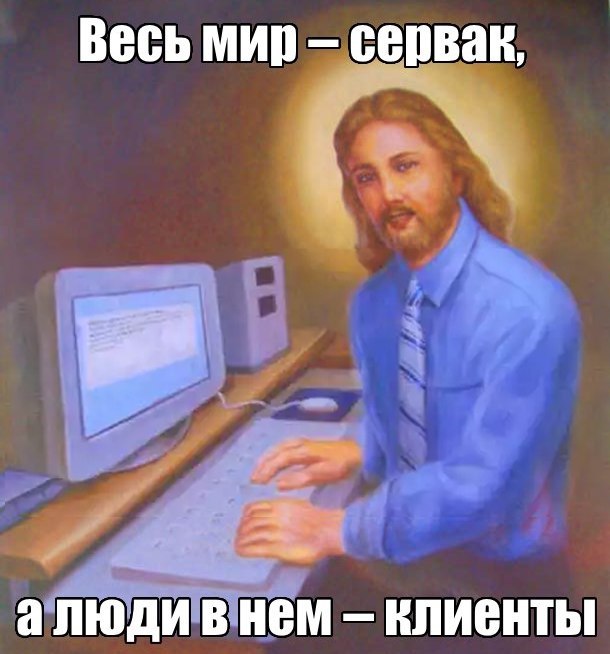 Весь мир – сервак,
а люди в нем – клиенты